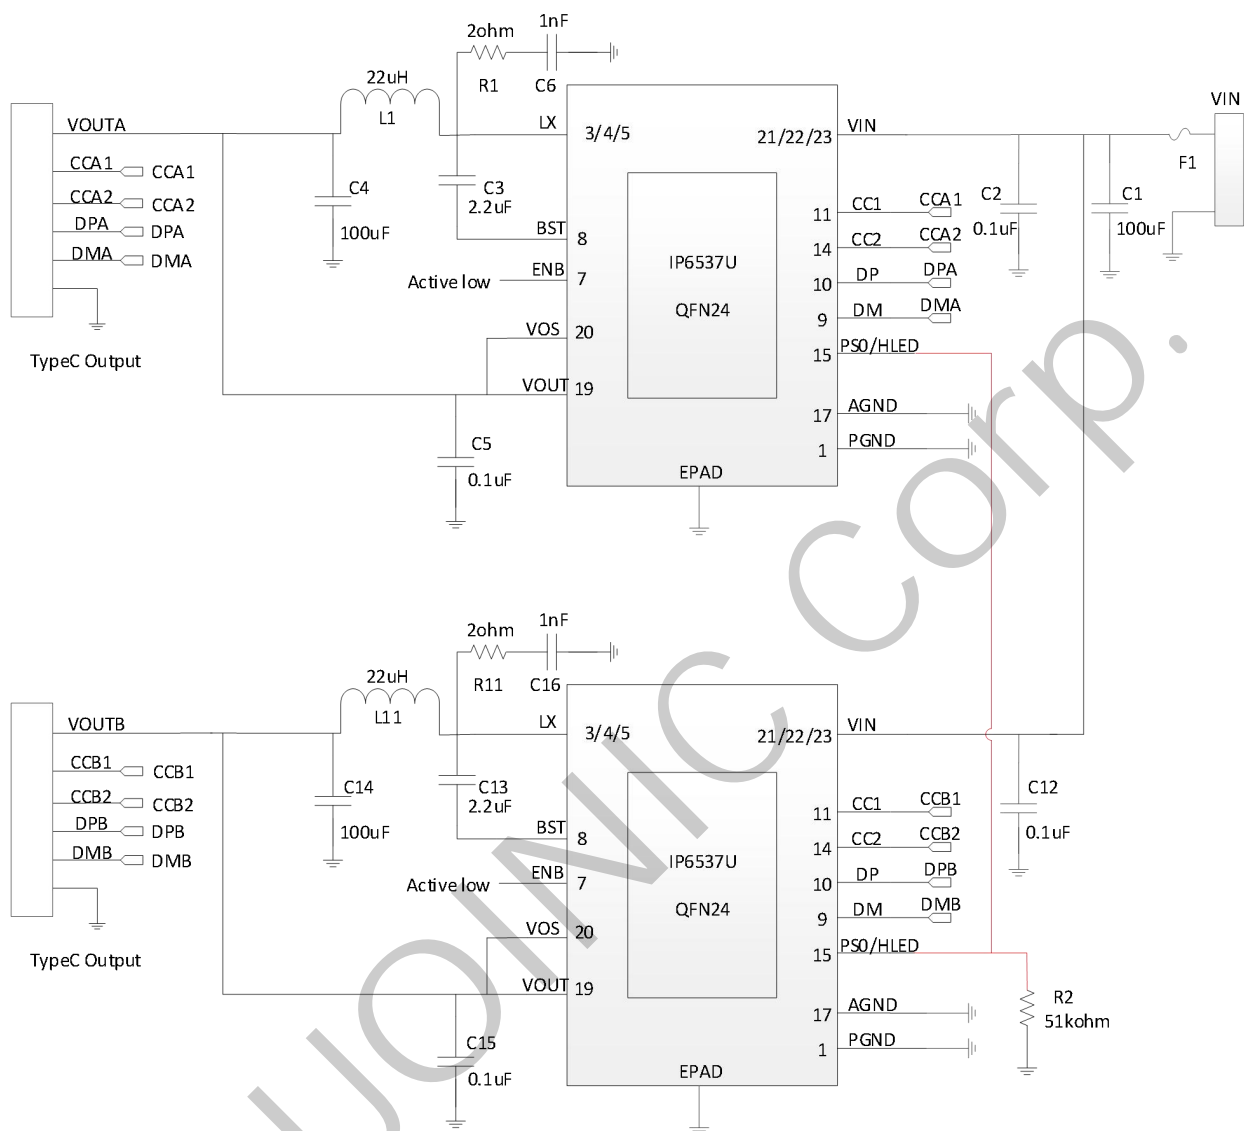 2ohm
1nF
R1
C6
22uH
L1
VIN
VOUTA
LX
3/4/5
21/22/23
VIN
F1
CCA1
CCA1
CCA2
CCA2
DPA
DPA
DMA
DMA
C4
100uF
C3
2.2uF
C2
0.1uF
C1
100uF
11
CC1
CCA1
BST
8
14
CC2
CCA2
ENB
7
Active low
IP6537U
QFN24
10
DP
DPA
9
DM
DMA
VOS
20
15
PS0/HLED
TypeC Output
VOUT
19
17
AGND
1
PGND
C5
0.1uF
EPAD
2ohm
1nF
R11
C16
22uH
L11
VOUTB
LX
3/4/5
21/22/23
VIN
CCB1
CCB1
CCB2
CCB2
DPB
DPB
DMB
DMB
C14
100uF
C13
2.2uF
C12
0.1uF
11
CC1
CCB1
BST
8
14
CC2
CCB2
ENB
7
Active low
IP6537U
QFN24
10
DP
DPB
9
DM
DMB
VOS
20
15
PS0/HLED
TypeC Output
VOUT
19
R2
51kohm
17
AGND
1
PGND
C15
0.1uF
EPAD
Corp.